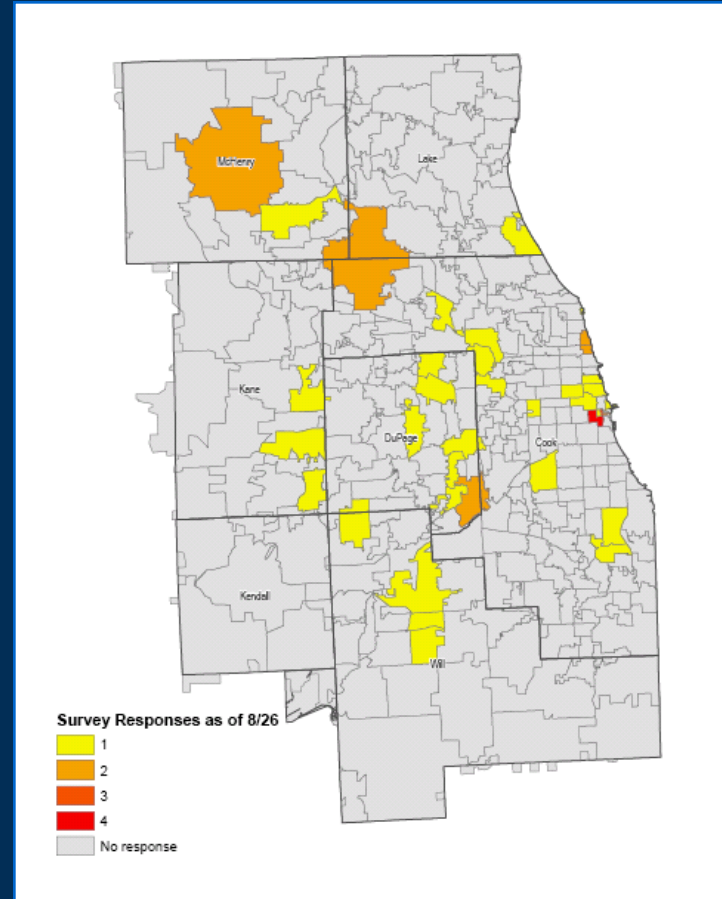 McHenry
Lake
Kane
DuPage
Cook
Kendall
Will
Survey Responses as of 8/26
1
2
3
4
No response